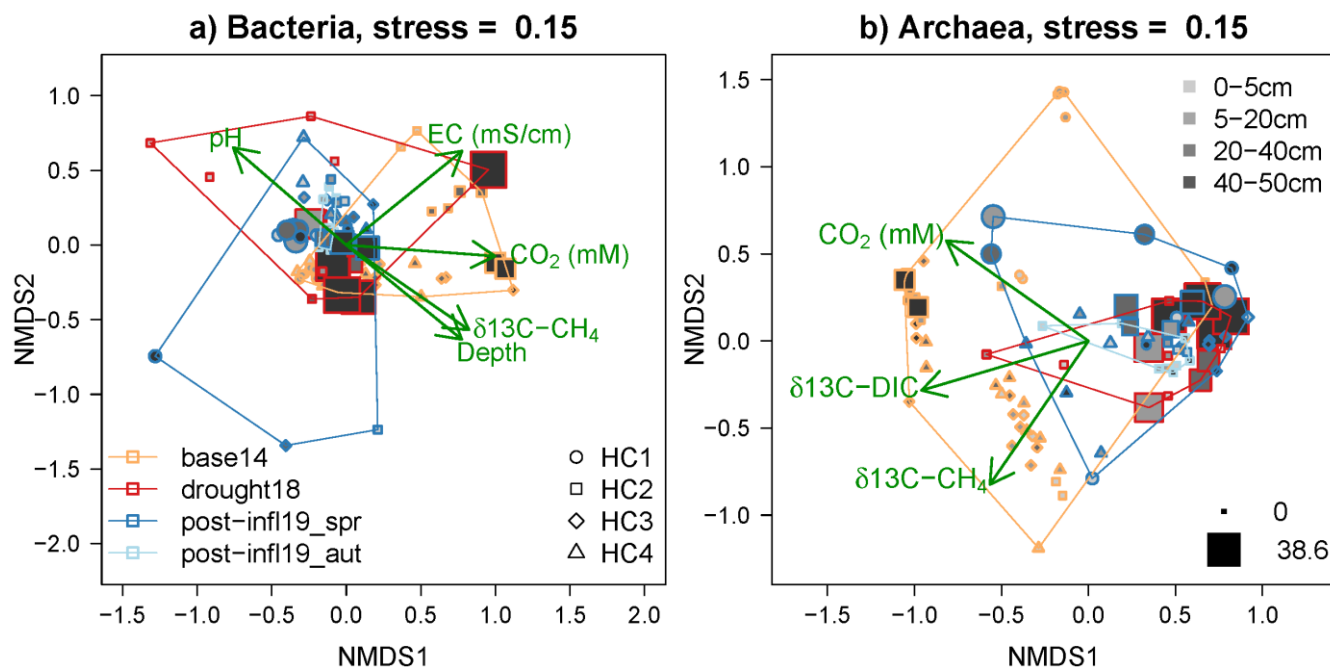 a) Bacteria, stress = 0.15
1.0
0.5
0.0
−0.5
−1.0
−1.5
−2.0
NMDS2
pH
EC (mS/cm)
CO₂ (mM)
δ13C−CH₄
Depth
base14
drought18
post-infl19_spr
post-infl19_aut
HC1
HC2
HC3
HC4
−1.5 −1.0 −0.5 0.0 0.5 1.0 1.5 2.0
NMDS1
b) Archaea, stress = 0.15
1.5
1.0
0.5
0.0
−0.5
−1.0
NMDS2
0−5cm
5−20cm
20−40cm
40−50cm
CO₂ (mM)
δ13C−DIC
δ13C−CH₄
0
38.6
−1.5 −1.0 −0.5 0.0 0.5 1.0
NMDS1